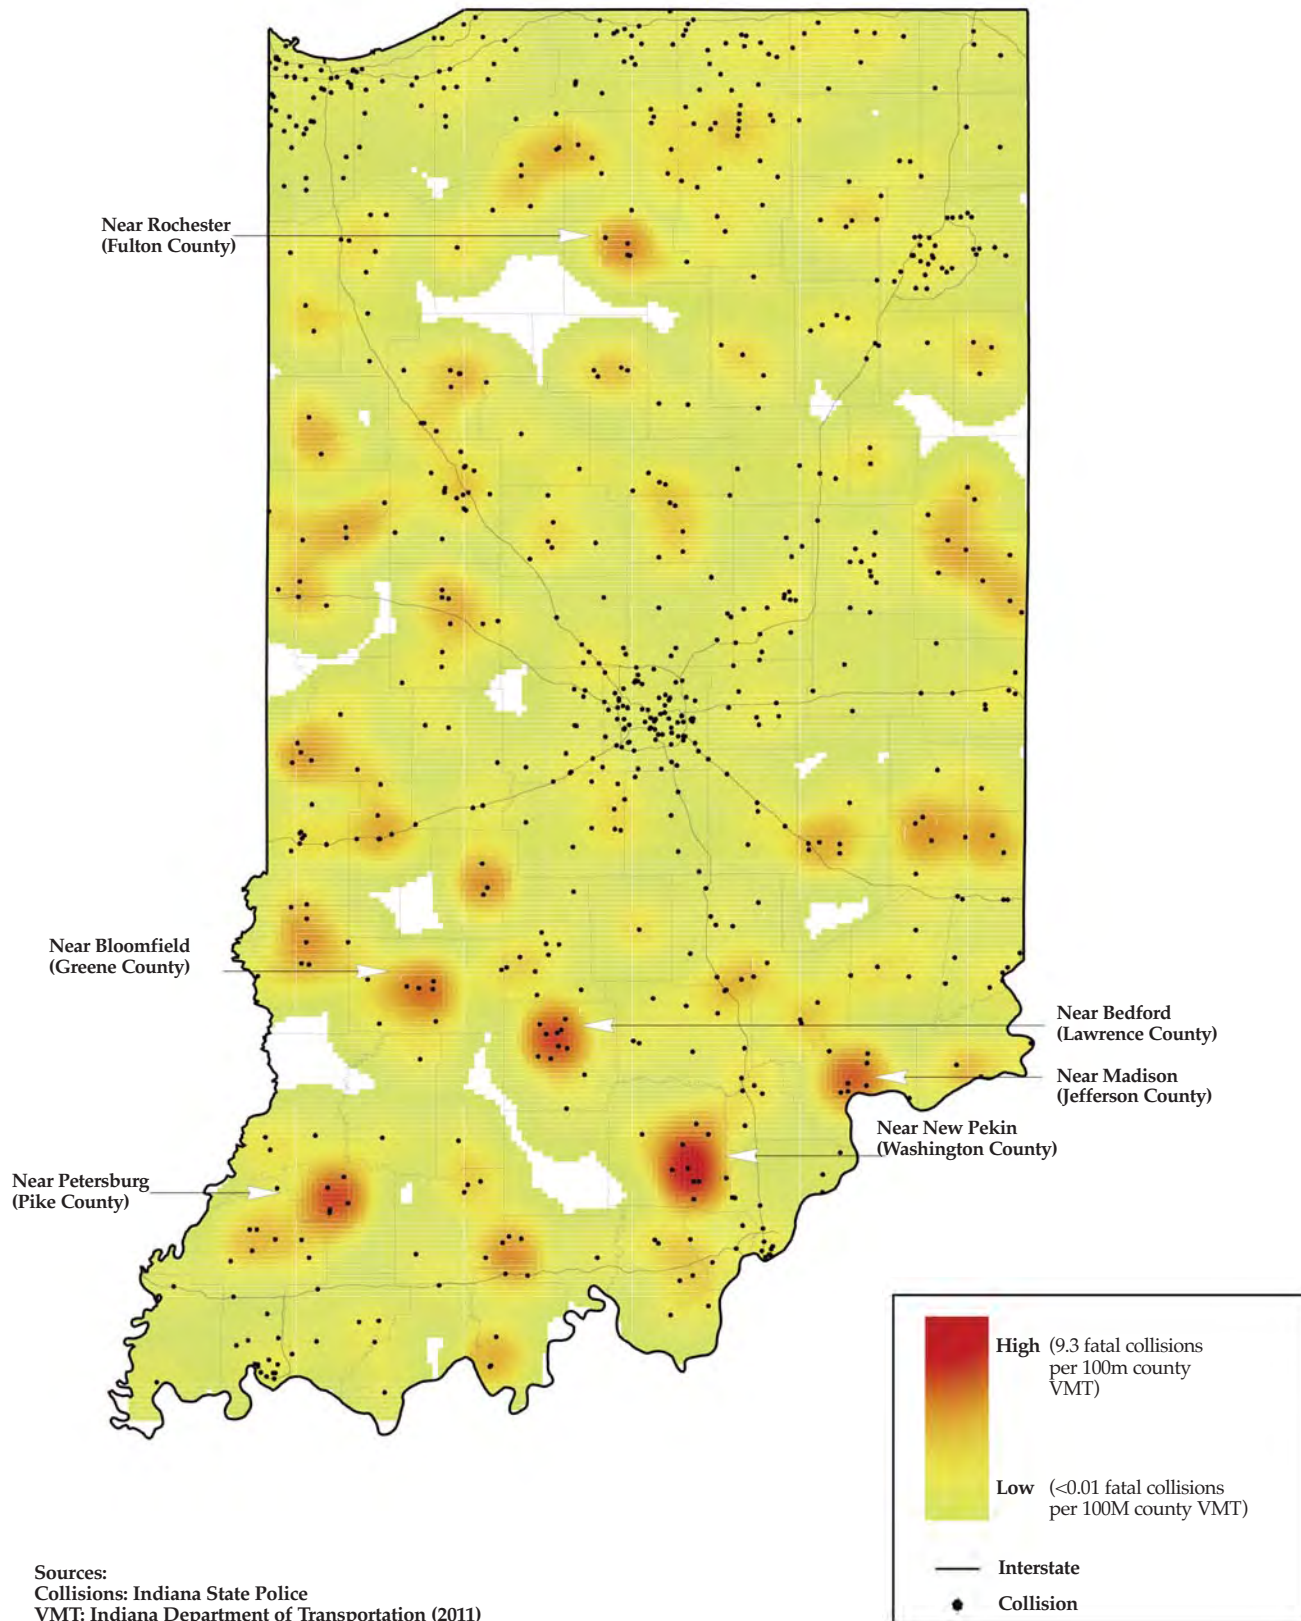 Near Rochester
(Fulton County)
Near Bloomfield
(Greene County)
Near Bedford
(Lawrence County)
Near Madison
(Jefferson County)
Near New Pekin
(Washington County)
Near Petersburg
(Pike County)
High (9.3 fatal collisions
per 100m county
VMT)
Low (<0.01 fatal collisions
per 100M county VMT)
Interstate
Collision
Sources:
Collisions: Indiana State Police
VMT: Indiana Department of Transportation (2011)